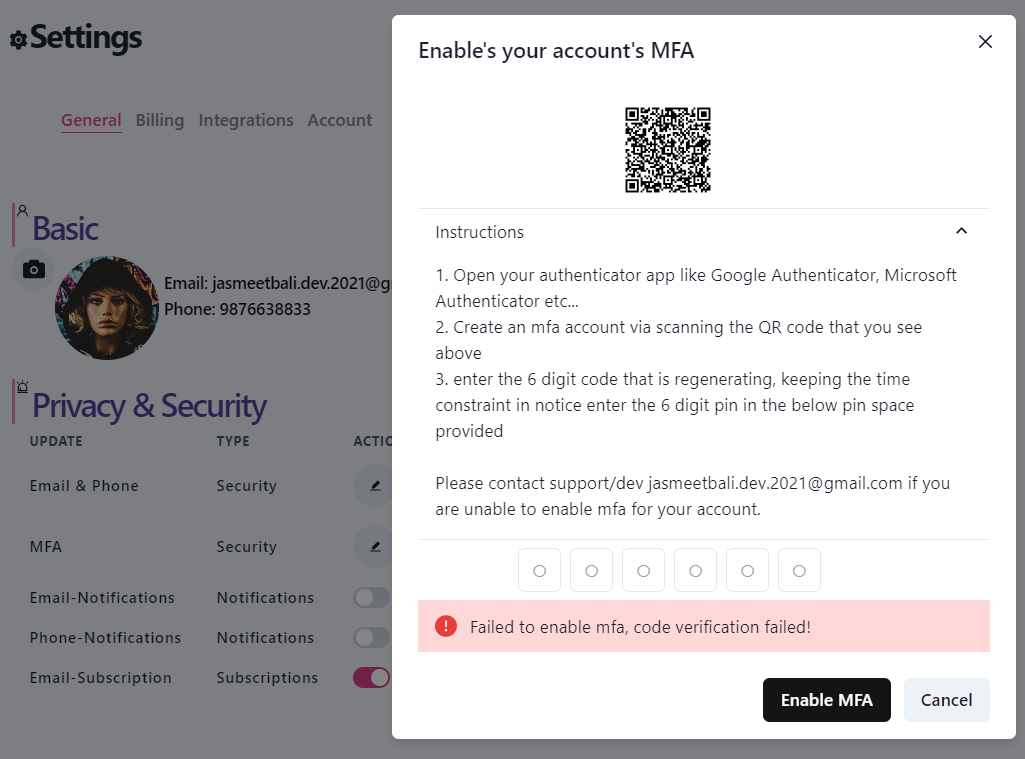 Settings
General Billing Integrations Account
Basic
Email: jasmeetbali.dev.2021@g
Phone: 9876638833
Privacy & Security
UPDATE TYPE ACTIO
Email & Phone Security
MFA Security
Email-Notifications Notifications
Phone-Notifications Notifications
Email-Subscription Subscriptions
Enable's your account's MFA
Instructions
1. Open your authenticator app like Google Authenticator, Microsoft
Authenticator etc...
2. Create an mfa account via scanning the QR code that you see
above
3. enter the 6 digit code that is regenerating, keeping the time
constraint in notice enter the 6 digit pin in the below pin space
provided
Please contact support/dev jasmeetbali.dev.2021@gmail.com if you
are unable to enable mfa for your account.
Failed to enable mfa, code verification failed!
Enable MFA Cancel